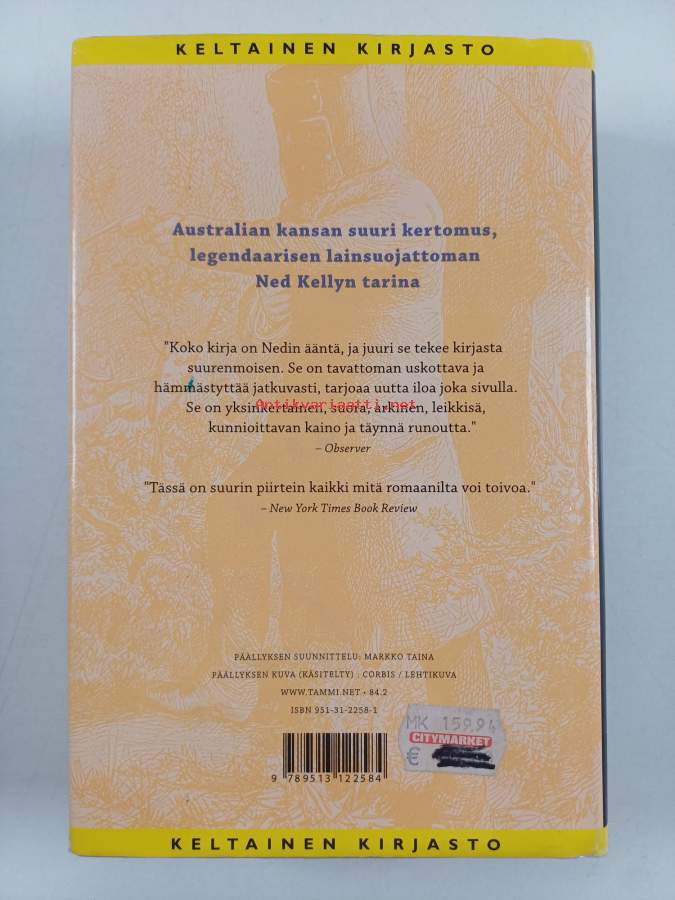 KELTAINEN KIRJASTO
Australian kansan suuri kertomus,
legendaarisen lainsuojattoman
Ned Kellyn tarina
"Koko kirja on Nedin ääntä, ja juuri se tekee kirjasta
suurenmoisen. Se on tavattoman uskottava ja
hämmästyttää jatkuvasti, tarjoaa uutta iloa joka sivulla.
Antikvariaatti.net
Se on yksinkertainen, suora, arkinen, leikkisä,
kunnioittavan kaino ja täynnä runoutta."
– Observer
"Tässä on suurin piirtein kaikki mitä romaanilta voi toivoa."
– New York Times Book Review
PÄÄLLYKSEN SUUNNITTELU: MARKKO TAINA
PÄÄLLYKSEN KUVA (KÄSITELTY) : CORBIS / LEHTIKUVA
WWW.TAMMI.NET • 84.2
ISBN 951-31-2258-1
MK 159.94
CITYMARKET
€
9 789513 122584
KELTAINEN KIRJASTO